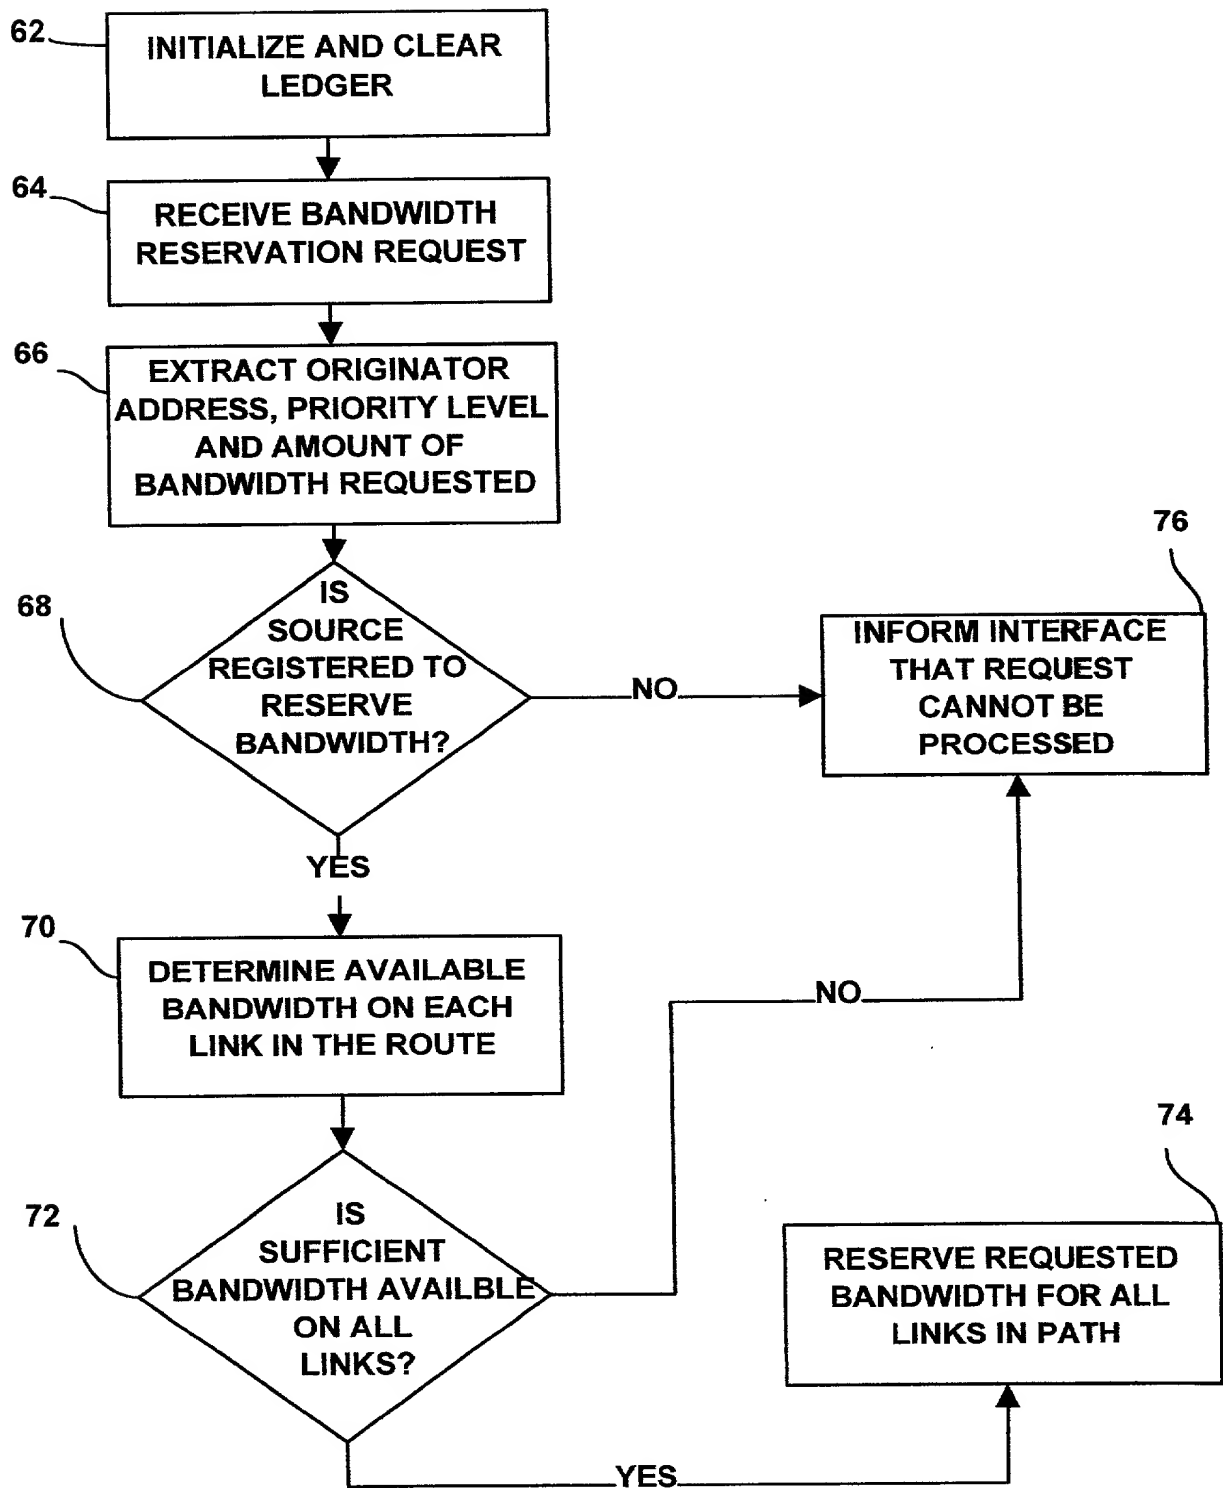 62
INITIALIZE AND CLEAR
LEDGER
64
RECEIVE BANDWIDTH
RESERVATION REQUEST
66
EXTRACT ORIGINATOR
ADDRESS, PRIORITY LEVEL
AND AMOUNT OF
BANDWIDTH REQUESTED
68
IS
SOURCE
REGISTERED TO
RESERVE
BANDWIDTH?
NO
76
INFORM INTERFACE
THAT REQUEST
CANNOT BE
PROCESSED
YES
70
DETERMINE AVAILABLE
BANDWIDTH ON EACH
LINK IN THE ROUTE
NO
72
IS
SUFFICIENT
BANDWIDTH AVAILBLE
ON ALL
LINKS?
74
RESERVE REQUESTED
BANDWIDTH FOR ALL
LINKS IN PATH
YES